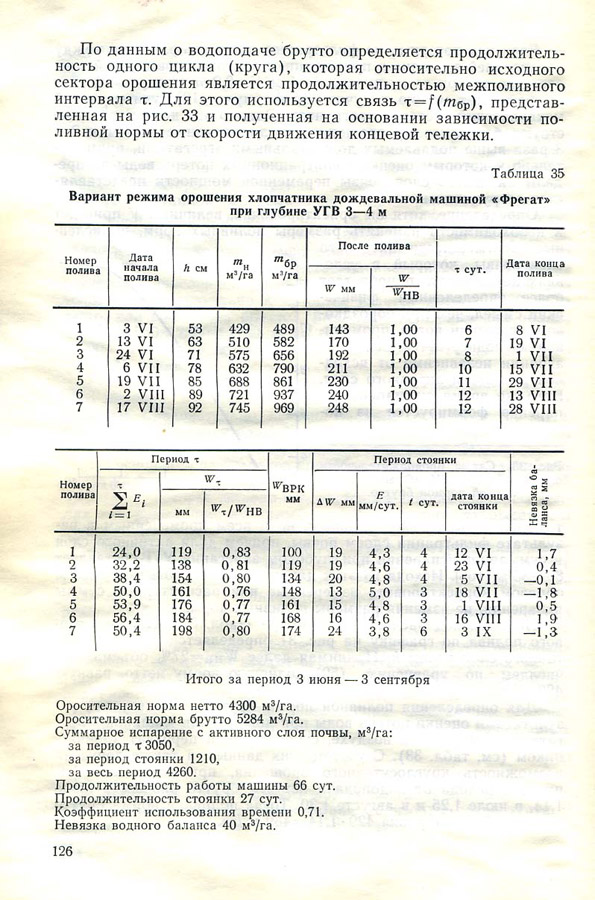 По данным о водоподаче брутто определяется продолжитель-
ность одного цикла (круга), которая относительно исходного
сектора орошения является продолжительностью межполивного
интервала τ. Для этого используется связь τ=f(mбр), представ-
ленная на рис. 33 и полученная на основании зависимости по-
ливной нормы от скорости движения концевой тележки.
Таблица 35
Вариант режима орошения хлопчатника дождевальной машиной «Фрегат»
при глубине УГВ 3—4 м
Номер полива | Дата начала полива | h см | mн м³/га | mбр м³/га | После полива W мм | W/WНВ | τ сут. | Дата конца полива
1 3 VI 53 429 489 143 1,00 6 8 VI
2 13 VI 63 510 582 170 1,00 7 19 VI
3 24 VI 71 575 656 192 1,00 8 1 VII
4 6 VII 78 632 790 211 1,00 10 15 VII
5 19 VII 85 688 861 230 1,00 11 29 VII
6 2 VIII 89 721 937 240 1,00 12 13 VIII
7 17 VIII 92 745 969 248 1,00 12 28 VIII
Номер полива | Период τ | τ Σ Ei i=1 | Wτ мм | Wτ/WНВ | WВРК мм | Период стоянки | ΔW мм | E мм/сут. | t сут. | дата конца стоянки | Невязка ба-ланса, мм
1 24,0 119 0,83 100 19 4,3 4 12 VI 1,7
2 32,2 138 0,81 119 19 4,6 4 23 VI 0,4
3 38,4 154 0,80 134 20 4,8 4 5 VII —0,1
4 50,0 161 0,76 148 13 5,0 3 18 VII —1,8
5 53,9 176 0,77 161 15 4,8 3 1 VIII 0,5
6 56,4 184 0,77 168 16 4,6 3 16 VIII 1,9
7 50,4 198 0,80 174 24 3,8 6 3 IX —1,3
Итого за период 3 июня — 3 сентября
Оросительная норма нетто 4300 м³/га.
Оросительная норма брутто 5284 м³/га.
Суммарное испарение с активного слоя почвы, м³/га:
за период τ 3050,
за период стоянки 1210,
за весь период 4260.
Продолжительность работы машины 66 сут.
Продолжительность стоянки 27 сут.
Коэффициент использования времени 0,71.
Невязка водного баланса 40 м³/га.
126